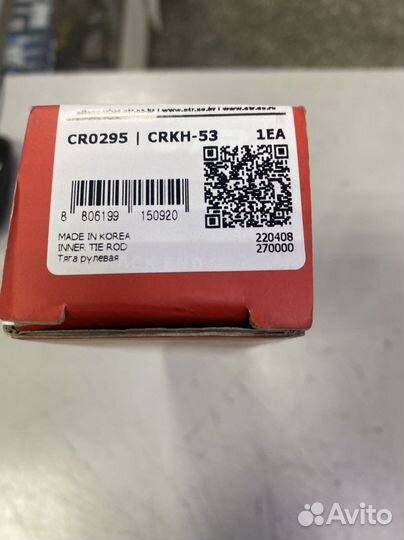 CR0295 | CRKH-53 1EA
8 806199 150920
MADE IN KOREA 220408
INNER TIE ROD 270000
Тяга рулевая
Avito